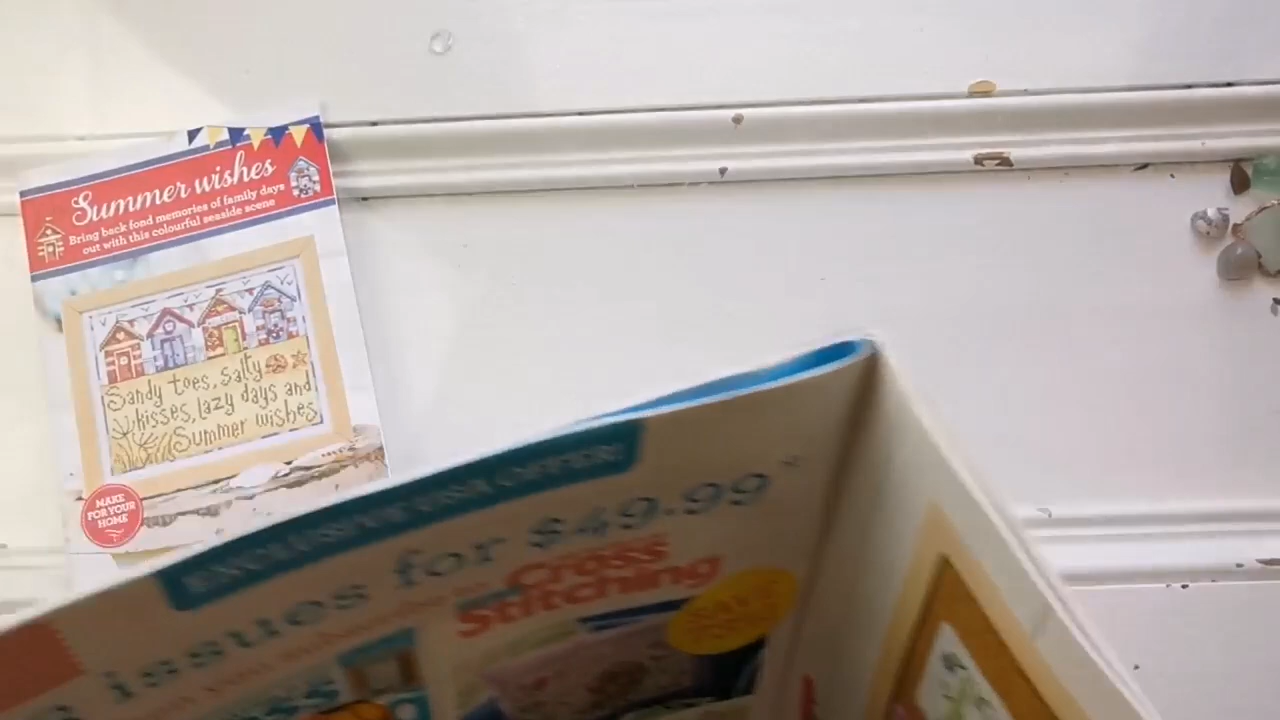 Summer wishes
Bring back fond memories of family days
out with this colourful seaside scene
Sandy toes, salty
kisses, lazy days and
Summer wishes
MAKE
FOR YOUR
HOME
issues for $49.99*
Cross
Stitching